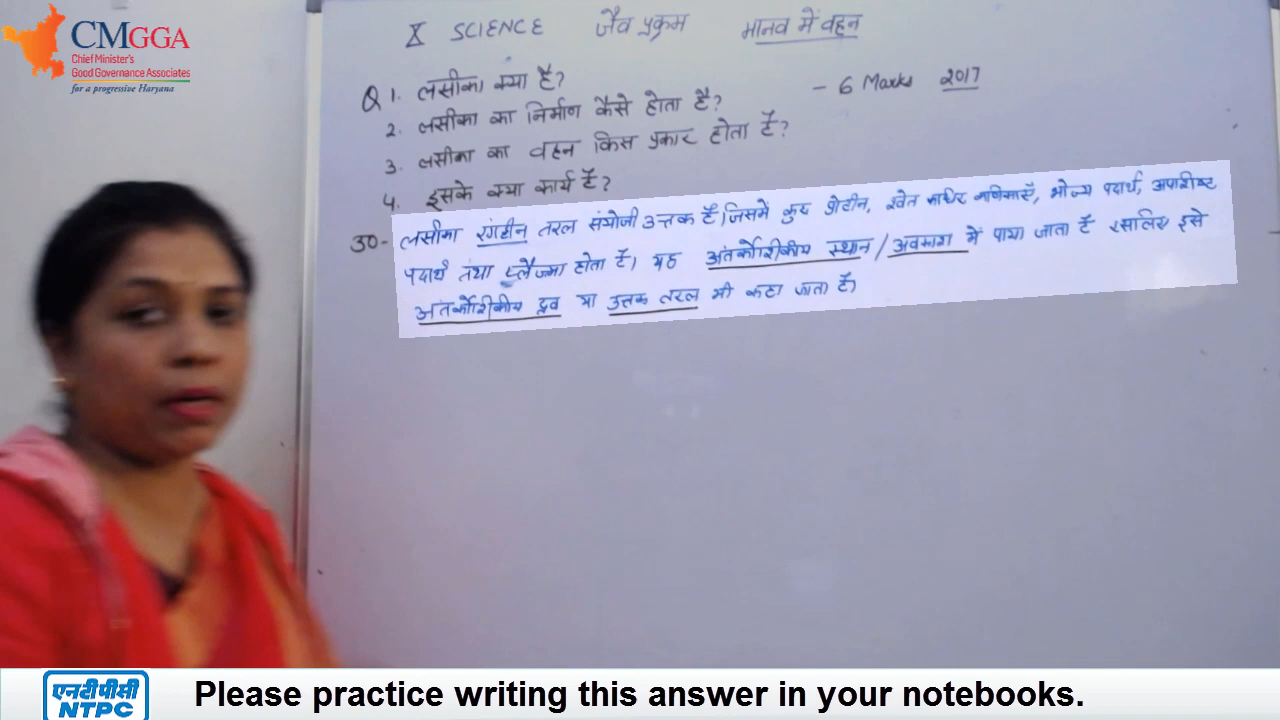 CMGGA
Chief Minister's
Good Governance Associates
for a progressive Haryana
X SCIENCE जैव प्रक्रम मानव में वहन
Q 1. लसीका क्या है?
2. लसीका का निर्माण कैसे होता है? - 6 Marks 2017
3. लसीका का वहन किस प्रकार होता है?
4. इसके क्या कार्य हैं?
उ०- लसीका रंगहीन तरल संयोजी उत्तक है। जिसमें कुछ प्रोटीन, श्वेत रूधिर कणिकाएँ, भोज्य पदार्थ, अपशिष्ट
पदार्थ तथा प्लैज्मा होता है। यह अंतर्कोशिकीय स्थान / अवकाश में पाया जाता है इसलिए इसे
अंतर्कोशिकीय द्रव या उत्तक तरल भी कहा जाता है।
एनटीपीसी
NTPC
Please practice writing this answer in your notebooks.